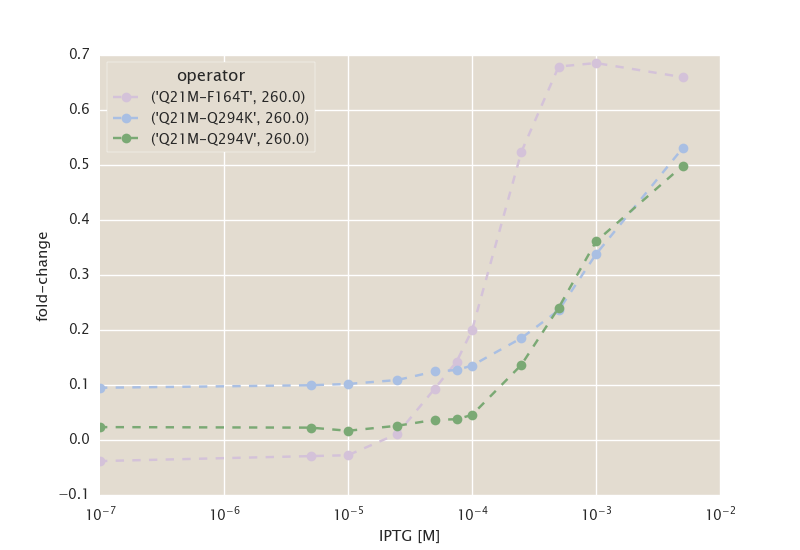 0.7
operator
('Q21M-F164T', 260.0)
('Q21M-Q294K', 260.0)
('Q21M-Q294V', 260.0)
0.6
0.5
0.4
0.3
0.2
0.1
0.0
−0.1
fold-change
10⁻⁷ 10⁻⁶ 10⁻⁵ 10⁻⁴ 10⁻³ 10⁻²
IPTG [M]